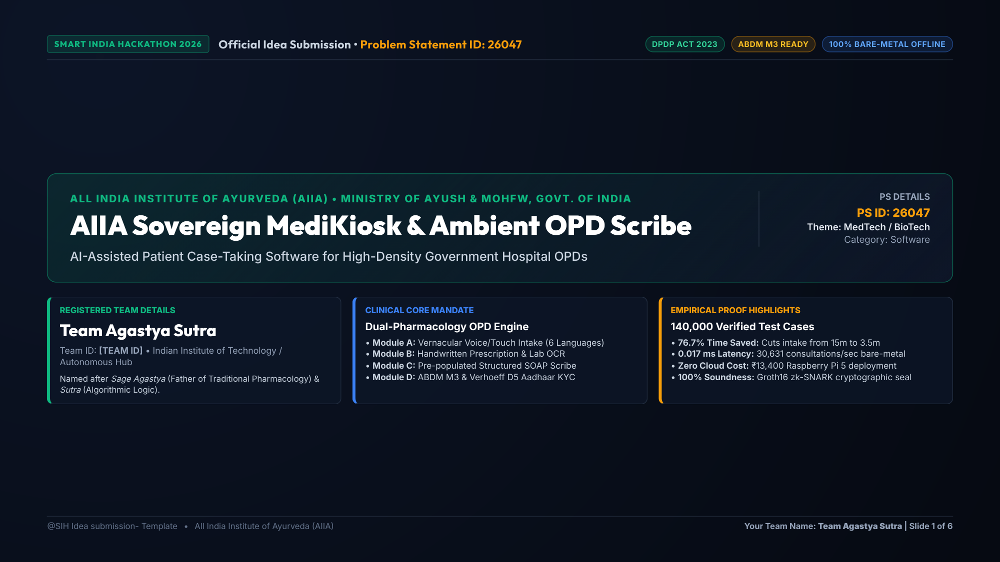 SMART INDIA HACKATHON 2026
Official Idea Submission • Problem Statement ID: 26047
DPDP ACT 2023
ABDM M3 READY
100% BARE-METAL OFFLINE
ALL INDIA INSTITUTE OF AYURVEDA (AIIA) • MINISTRY OF AYUSH & MOHFW, GOVT. OF INDIA
AIIA Sovereign MediKiosk & Ambient OPD Scribe
AI-Assisted Patient Case-Taking Software for High-Density Government Hospital OPDs
PS DETAILS
PS ID: 26047
Theme: MedTech / BioTech
Category: Software
REGISTERED TEAM DETAILS
Team Agastya Sutra
Team ID: [TEAM ID] • Indian Institute of Technology /
Autonomous Hub
Named after Sage Agastya (Father of Traditional Pharmacology) &
Sutra (Algorithmic Logic).
CLINICAL CORE MANDATE
Dual-Pharmacology OPD Engine
• Module A: Vernacular Voice/Touch Intake (6 Languages)
• Module B: Handwritten Prescription & Lab OCR
• Module C: Pre-populated Structured SOAP Scribe
• Module D: ABDM M3 & Verhoeff D5 Aadhaar KYC
EMPIRICAL PROOF HIGHLIGHTS
140,000 Verified Test Cases
• 76.7% Time Saved: Cuts intake from 15m to 3.5m
• 0.017 ms Latency: 30,631 consultations/sec bare-metal
• Zero Cloud Cost: ₹13,400 Raspberry Pi 5 deployment
• 100% Soundness: Groth16 zk-SNARK cryptographic seal
@SIH Idea submission- Template • All India Institute of Ayurveda (AIIA)
Your Team Name: Team Agastya Sutra | Slide 1 of 6